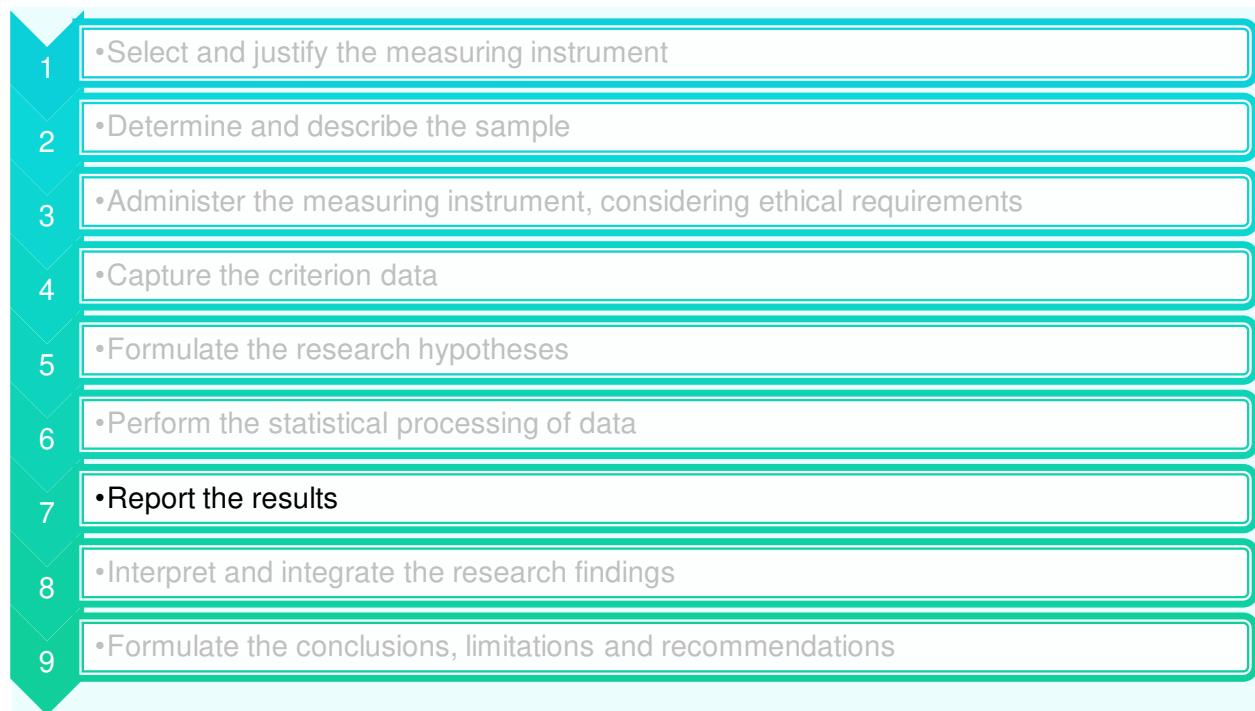 1 •Select and justify the measuring instrument
2 •Determine and describe the sample
3 •Administer the measuring instrument, considering ethical requirements
4 •Capture the criterion data
5 •Formulate the research hypotheses
6 •Perform the statistical processing of data
7 •Report the results
8 •Interpret and integrate the research findings
9 •Formulate the conclusions, limitations and recommendations